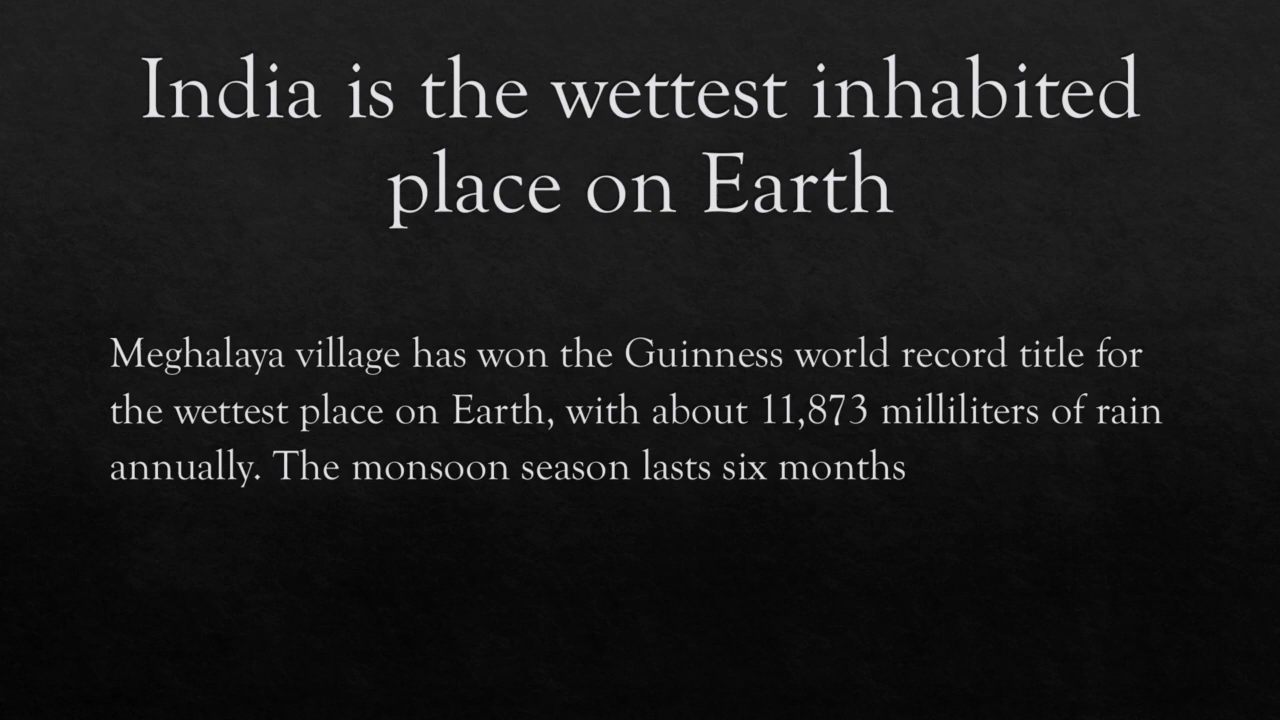 India is the wettest inhabited
place on Earth
Meghalaya village has won the Guinness world record title for
the wettest place on Earth, with about 11,873 milliliters of rain
annually. The monsoon season lasts six months